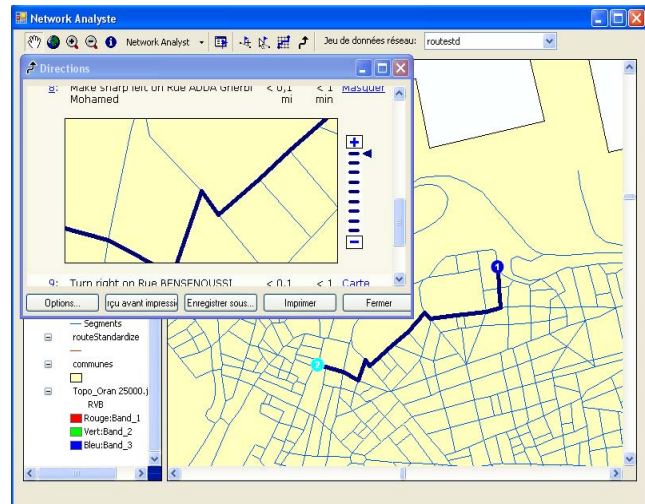 Network Analyste
Network Analyst
Jeu de données réseau:
routestd
Directions
8: Make sharp left on Rue ADDA Gherbi Mohamed < 0,1 mi < 1 min Masquer
9: Turn right on Rue BENSENOUSSI < 0,1 < 1 Carte
Options...
rçu avant impressi
Enregistrer sous...
Imprimer
Fermer
Segments
routeStandardize
communes
Topo_Oran 25000.j
RVB
Rouge:Band_1
Vert:Band_2
Bleu:Band_3
1
2